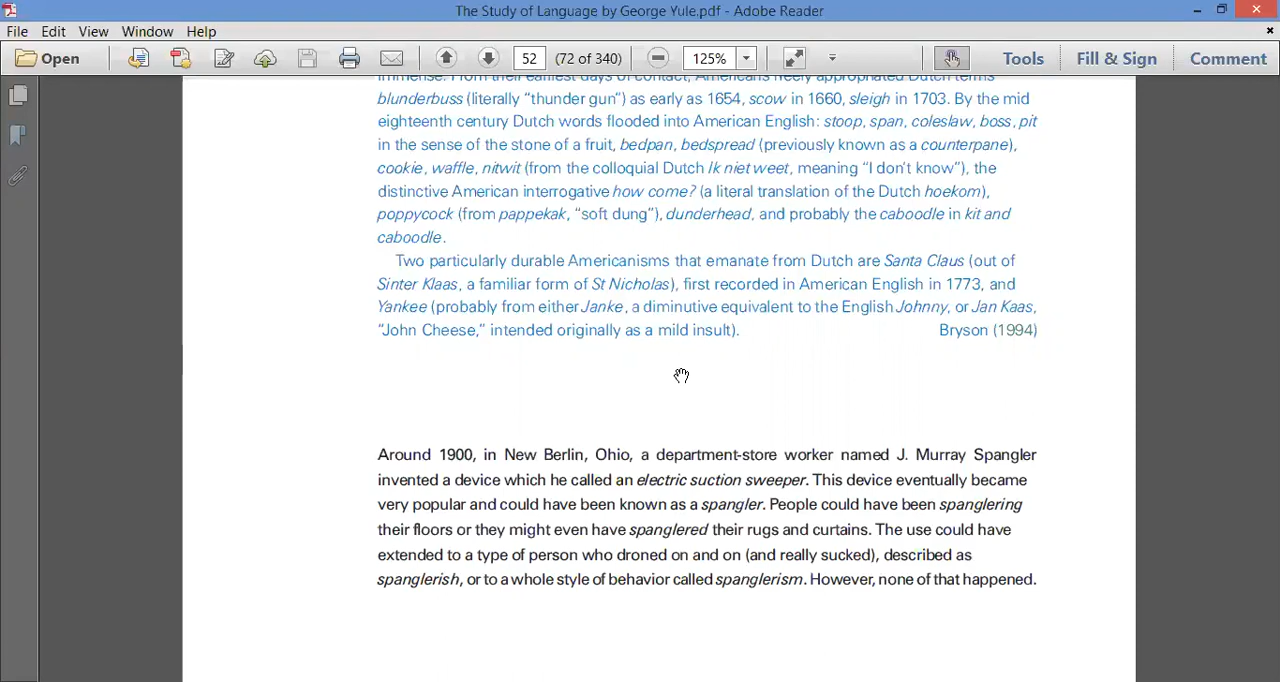 The Study of Language by George Yule.pdf - Adobe Reader
File Edit View Window Help
Open 52 (72 of 340) 125% Tools Fill & Sign Comment
immense. From their earliest days of contact, Americans freely appropriated Dutch terms
blunderbuss (literally “thunder gun”) as early as 1654, scow in 1660, sleigh in 1703. By the mid
eighteenth century Dutch words flooded into American English: stoop, span, coleslaw, boss, pit
in the sense of the stone of a fruit, bedpan, bedspread (previously known as a counterpane),
cookie, waffle, nitwit (from the colloquial Dutch Ik niet weet, meaning “I don’t know”), the
distinctive American interrogative how come? (a literal translation of the Dutch hoekom),
poppycock (from pappekak, “soft dung”), dunderhead, and probably the caboodle in kit and
caboodle.
Two particularly durable Americanisms that emanate from Dutch are Santa Claus (out of
Sinter Klaas, a familiar form of St Nicholas), first recorded in American English in 1773, and
Yankee (probably from either Janke, a diminutive equivalent to the English Johnny, or Jan Kaas,
“John Cheese,” intended originally as a mild insult). Bryson (1994)
Around 1900, in New Berlin, Ohio, a department-store worker named J. Murray Spangler
invented a device which he called an electric suction sweeper. This device eventually became
very popular and could have been known as a spangler. People could have been spanglering
their floors or they might even have spanglered their rugs and curtains. The use could have
extended to a type of person who droned on and on (and really sucked), described as
spanglerish, or to a whole style of behavior called spanglerism. However, none of that happened.